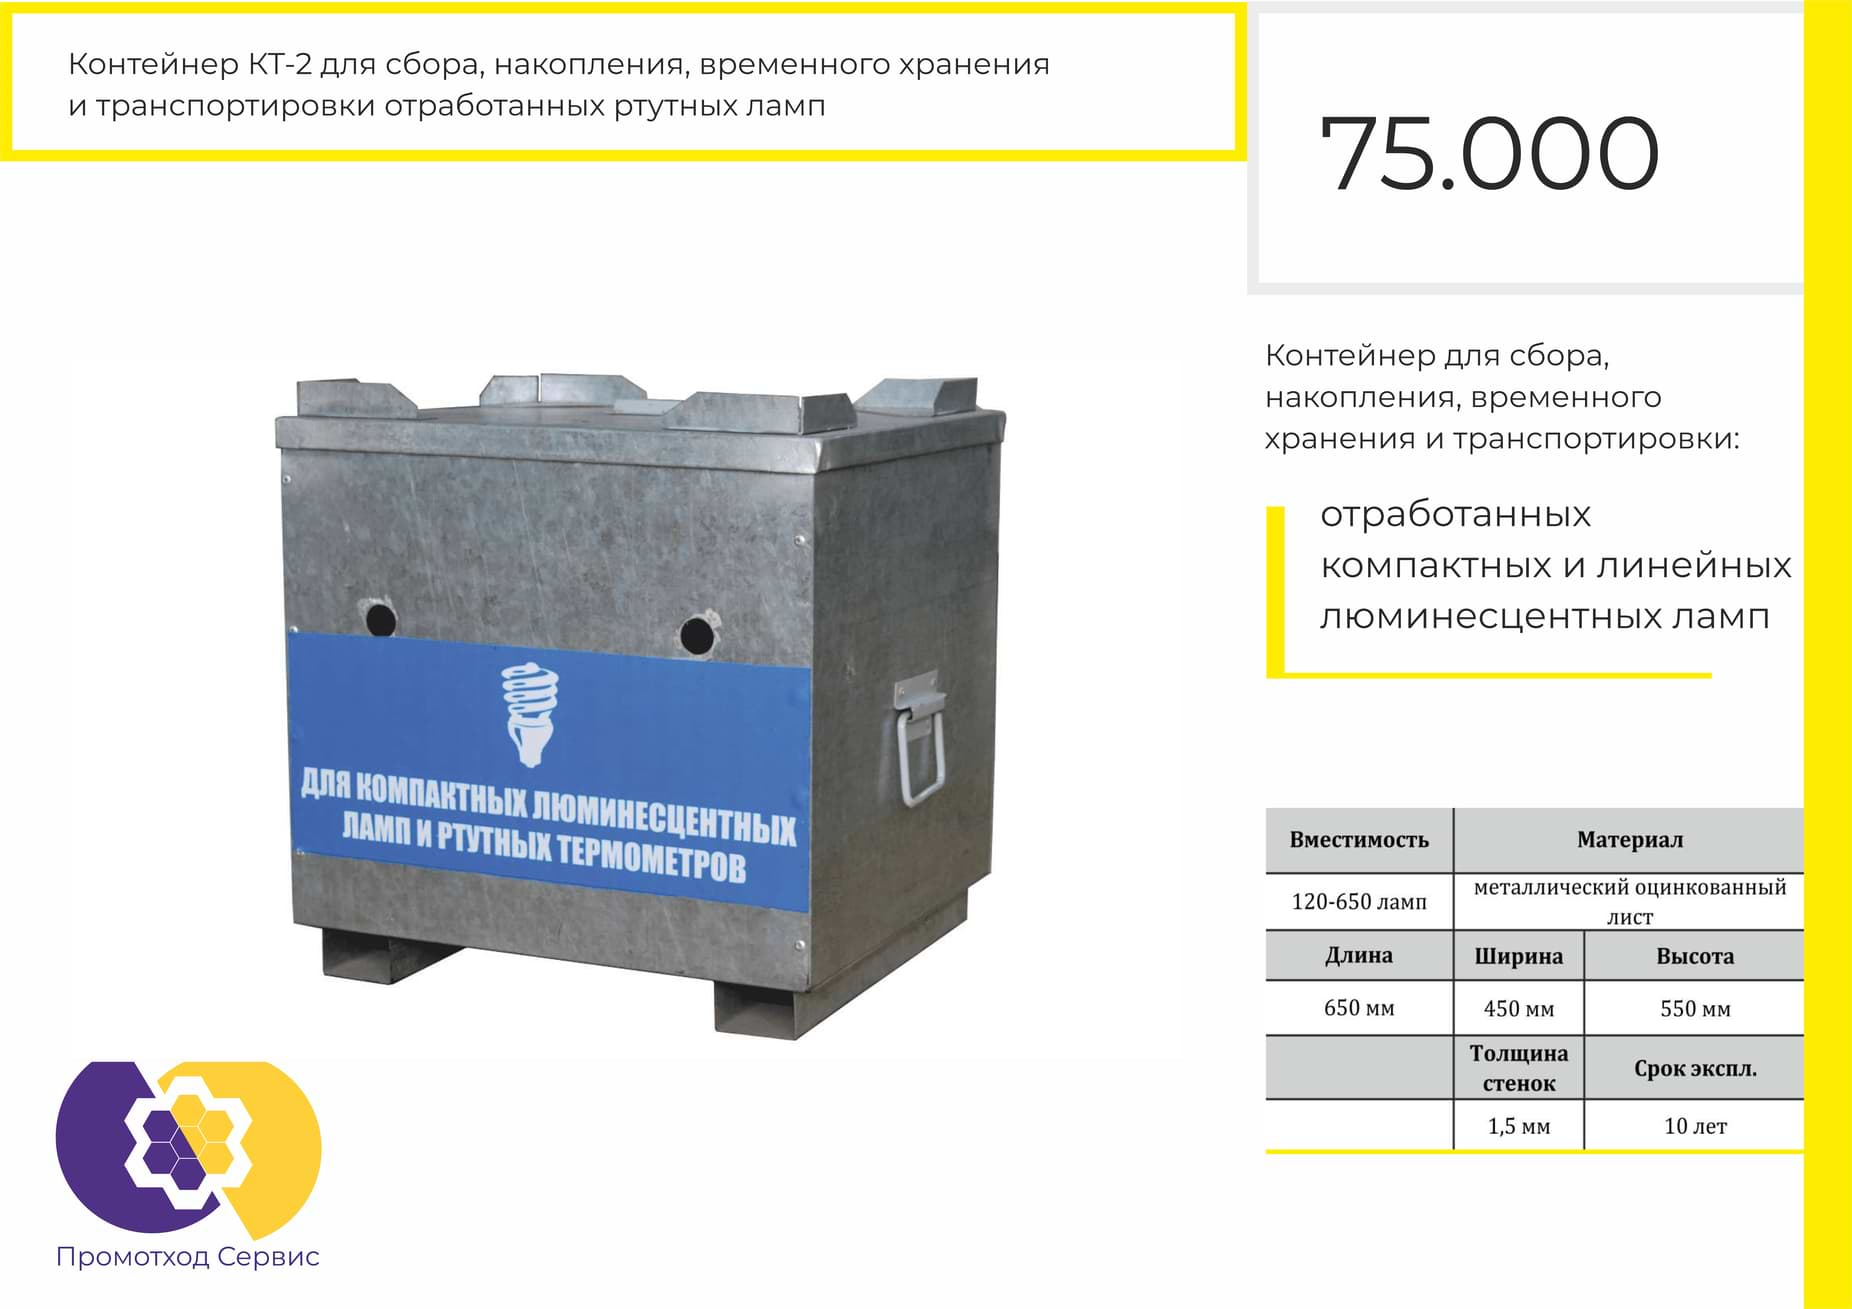 Контейнер КТ-2 для сбора, накопления, временного хранения
и транспортировки отработанных ртутных ламп
75.000
Контейнер для сбора,
накопления, временного
хранения и транспортировки:
отработанных
компактных и линейных
люминесцентных ламп
ДЛЯ КОМПАКТНЫХ ЛЮМИНЕСЦЕНТНЫХ
ЛАМП И РТУТНЫХ ТЕРМОМЕТРОВ
Вместимость Материал
120-650 ламп металлический оцинкованный
лист
Длина Ширина Высота
650 мм 450 мм 550 мм
Толщина
стенок Срок экспл.
1,5 мм 10 лет
Промотход Сервис